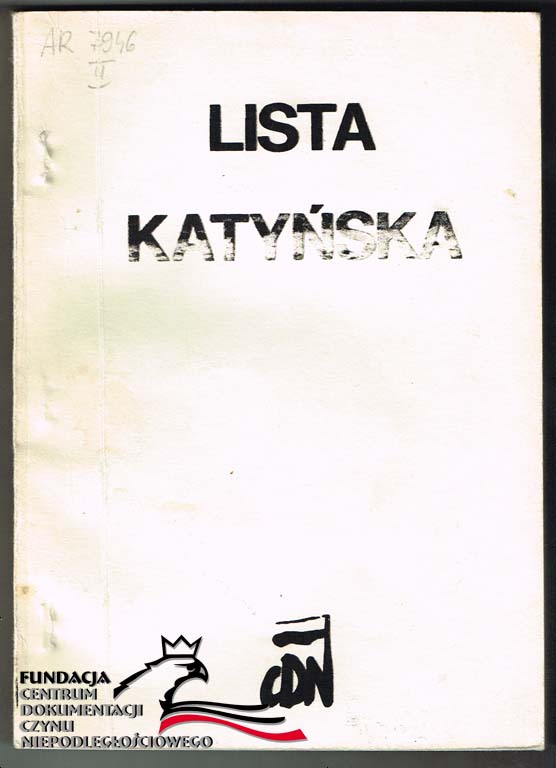 AR 7946
II
LISTA
KATYŃSKA
CDN
FUNDACJA
CENTRUM
DOKUMENTACJI
CZYNU
NIEPODLEGŁOŚCIOWEGO